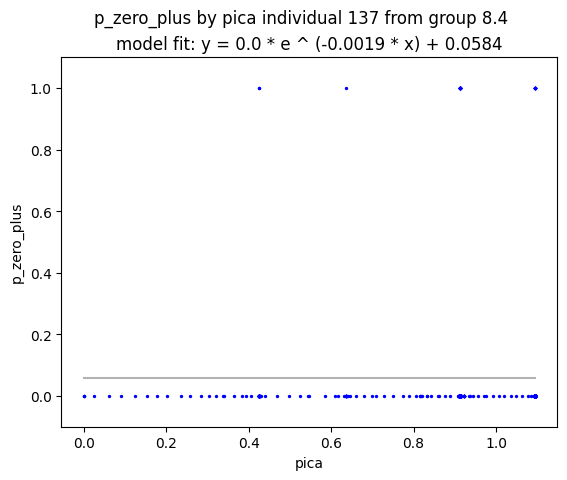 p_zero_plus by pica individual 137 from group 8.4
model fit: y = 0.0 * e ^ (-0.0019 * x) + 0.0584
1.0
0.8
0.6
0.4
0.2
0.0
p_zero_plus
0.0 0.2 0.4 0.6 0.8 1.0
pica